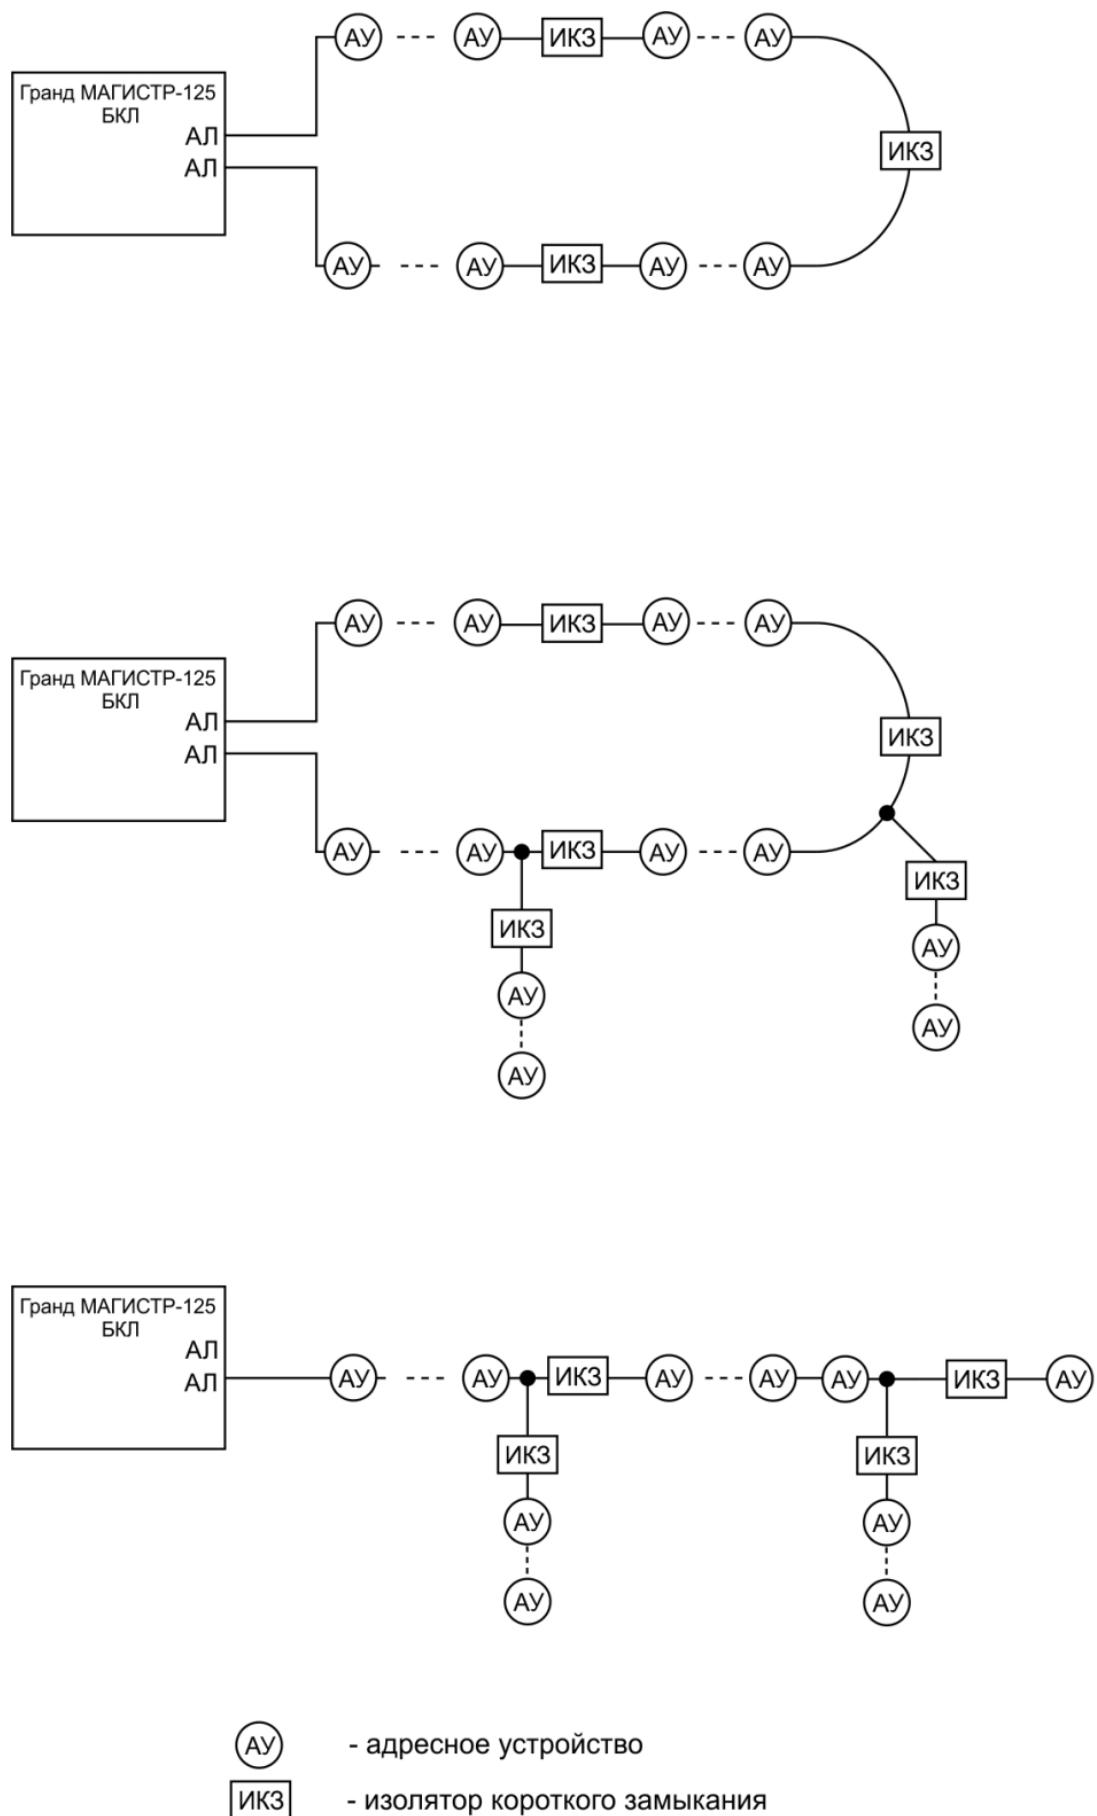 АУ АУ ИКЗ АУ АУ
Гранд МАГИСТР-125
БКЛ
АЛ
ИКЗ
АЛ
АУ АУ ИКЗ АУ АУ
АУ АУ ИКЗ АУ АУ
Гранд МАГИСТР-125
БКЛ
АЛ
ИКЗ
АЛ
АУ АУ ИКЗ АУ АУ
ИКЗ
ИКЗ
АУ
АУ
АУ
АУ
Гранд МАГИСТР-125
БКЛ
АЛ
АЛ
АУ АУ ИКЗ АУ АУ АУ ИКЗ АУ
ИКЗ ИКЗ
АУ АУ
АУ АУ
АУ - адресное устройство
ИКЗ - изолятор короткого замыкания